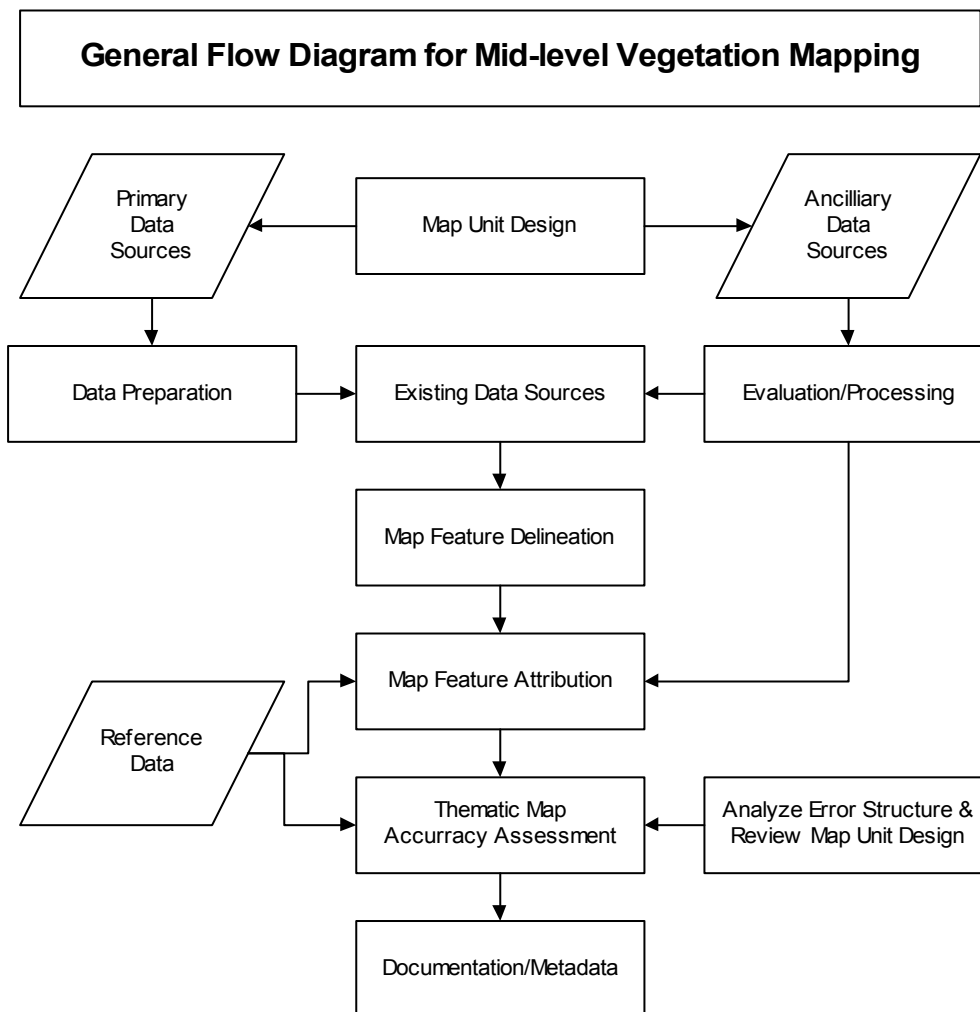 General Flow Diagram for Mid-level Vegetation Mapping
Primary
Data
Sources
Map Unit Design
Ancilliary
Data
Sources
Data Preparation
Existing Data Sources
Evaluation/Processing
Map Feature Delineation
Map Feature Attribution
Reference
Data
Thematic Map
Accurracy Assessment
Analyze Error Structure &
Review Map Unit Design
Documentation/Metadata